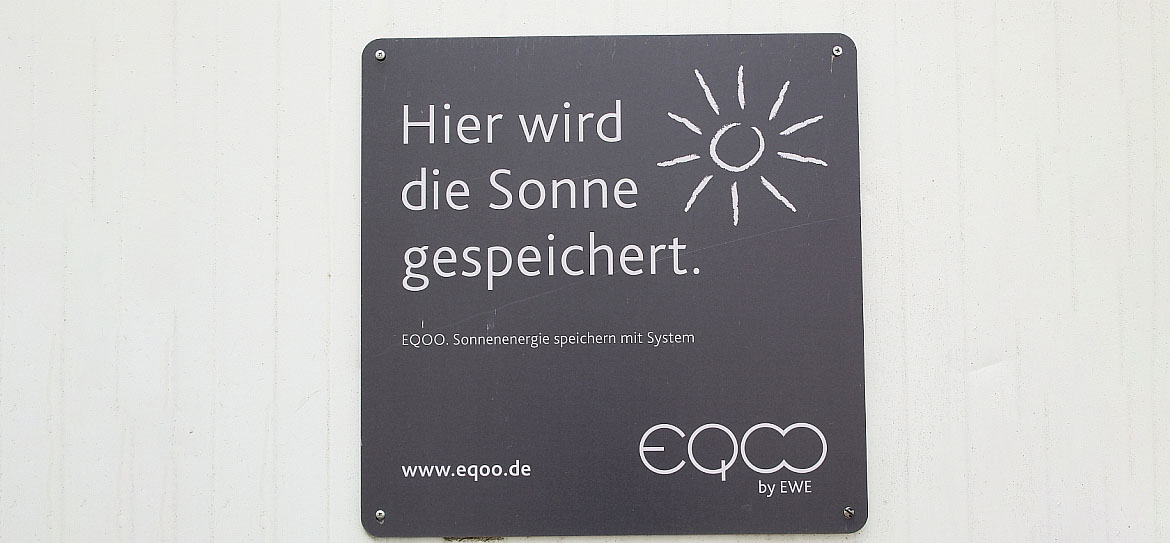 Hier wird
die Sonne
gespeichert.
EQOO. Sonnenenergie speichern mit System
www.eqoo.de
EQOO
by EWE